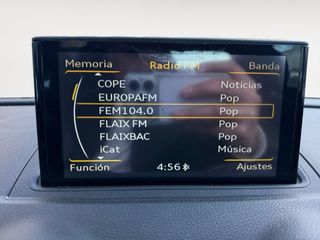 Memoria Radio FM Banda
COPE Noticias
EUROPAFM Pop
FEM104.0 Pop
FLAIX FM Pop
FLAIXBAC Pop
iCat Música
Función 4:56 Ajustes